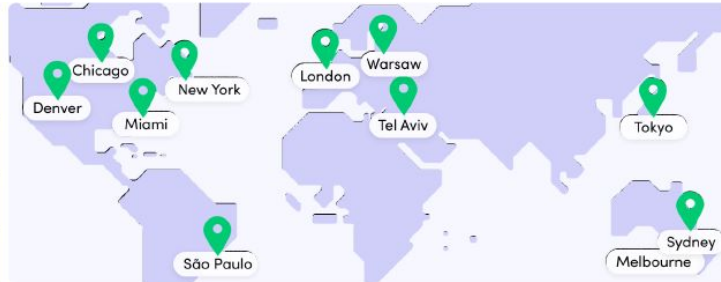 Chicago
New York
Denver
Miami
London
Warsaw
Tel Aviv
Tokyo
São Paulo
Sydney
Melbourne